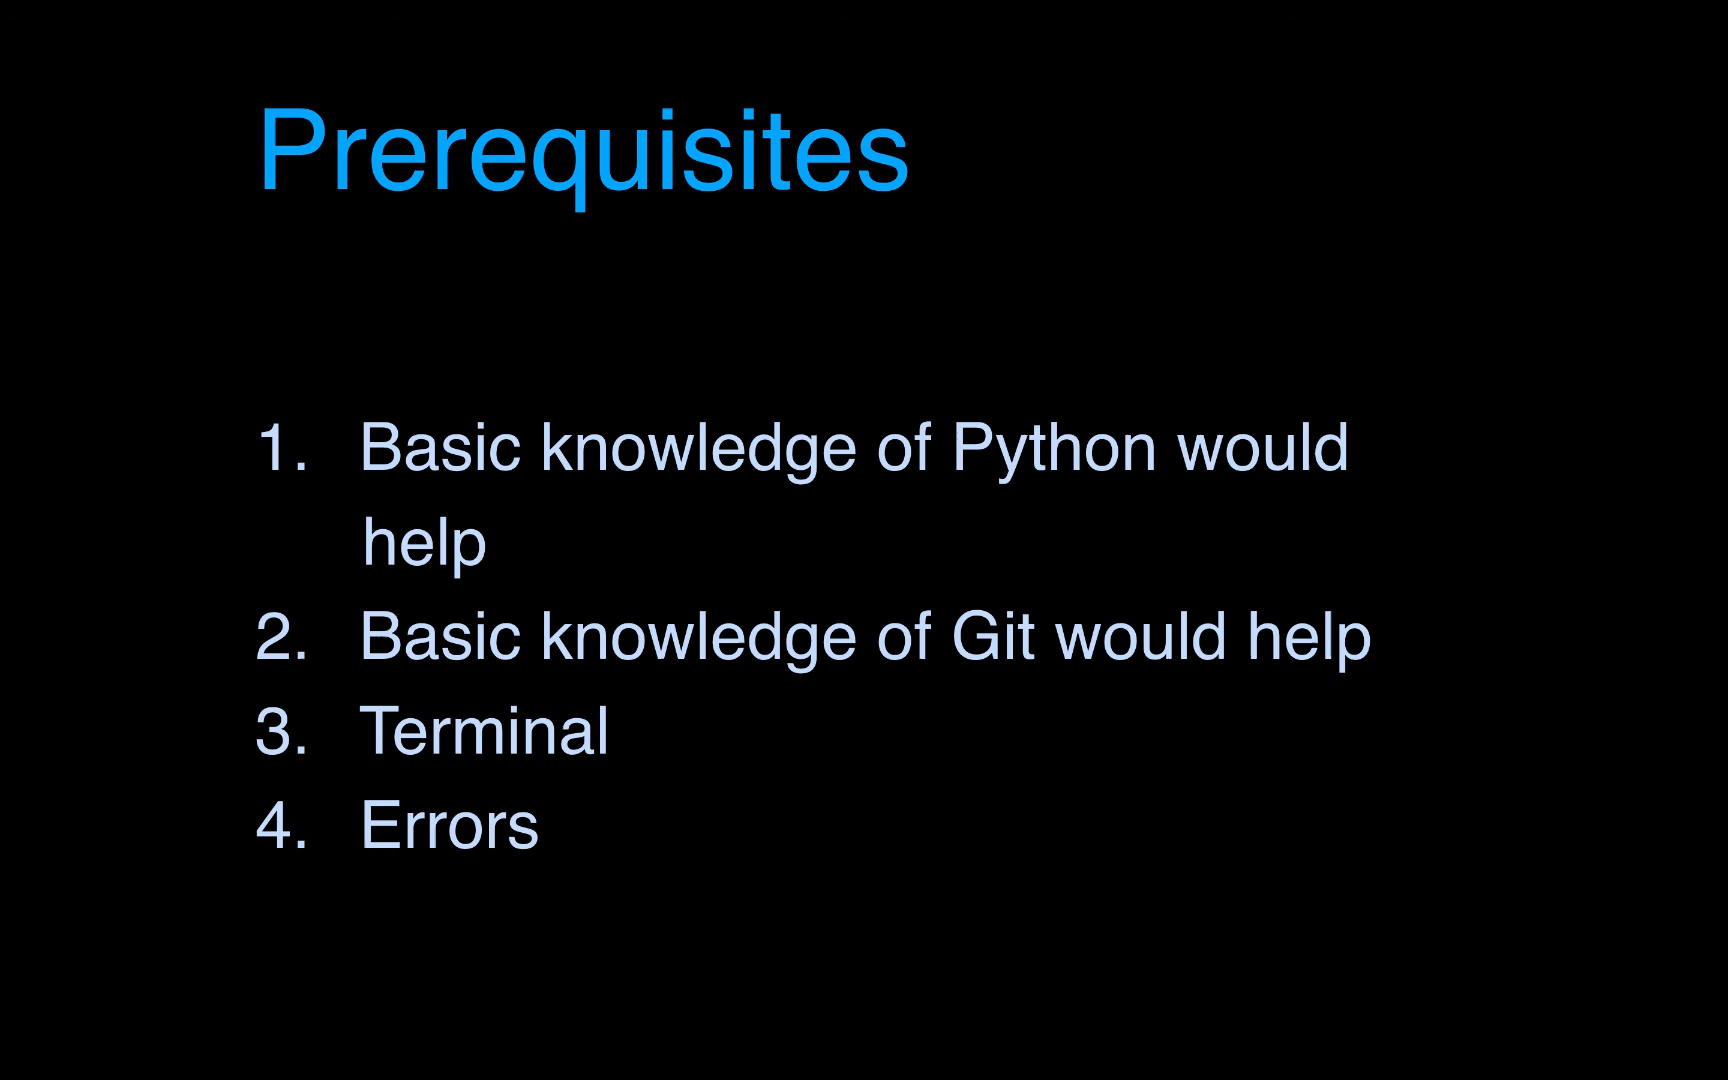 Prerequisites
1. Basic knowledge of Python would
help
2. Basic knowledge of Git would help
3. Terminal
4. Errors